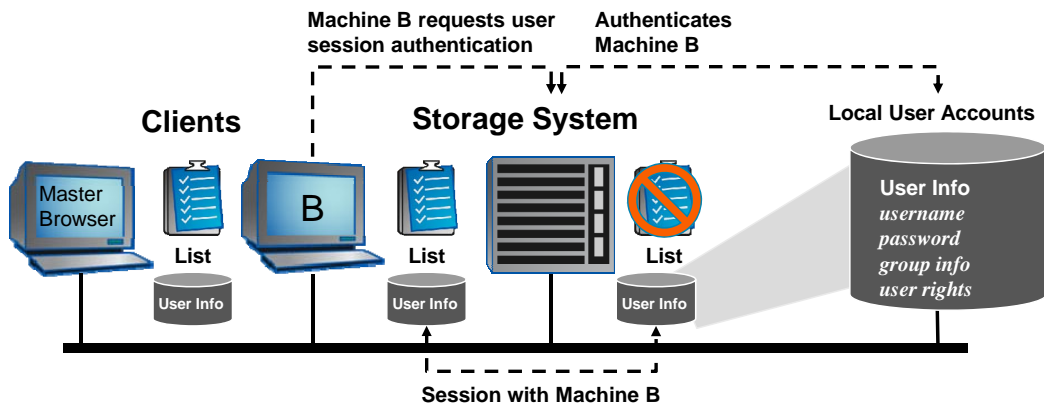 Machine B requests user
session authentication
Authenticates
Machine B
Clients
Storage System
Local User Accounts
Master
Browser
B
List
List
List
User Info
User Info
User Info
User Info
username
password
group info
user rights
Session with Machine B